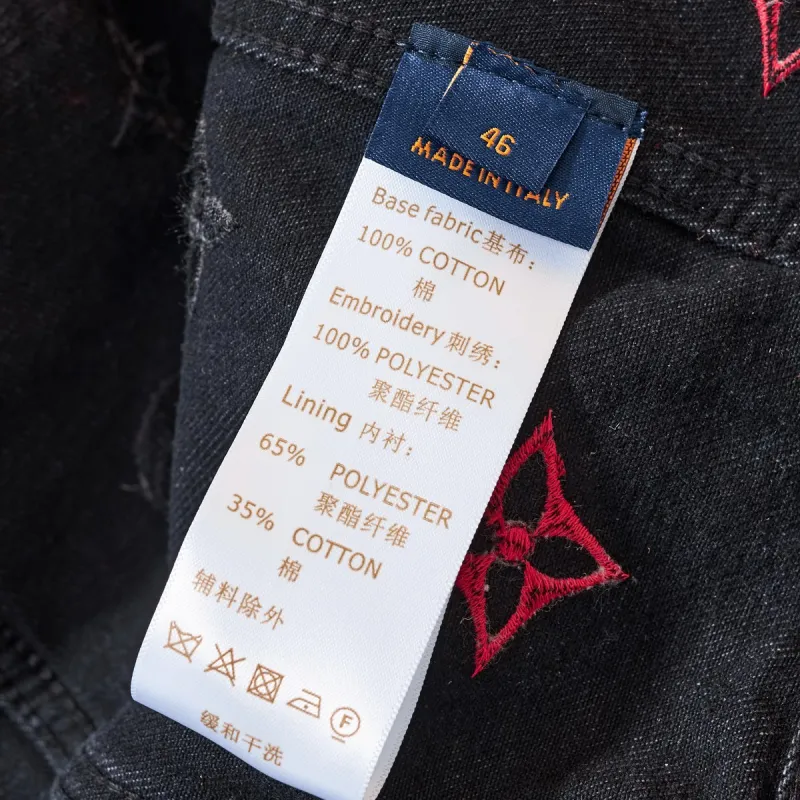 46
MADE IN ITALY
Base fabric基布:
100% COTTON
棉
Embroidery刺绣:
100% POLYESTER
聚酯纤维
Lining 内衬:
65% POLYESTER
聚酯纤维
35% COTTON
棉
辅料除外
F
缓和干洗